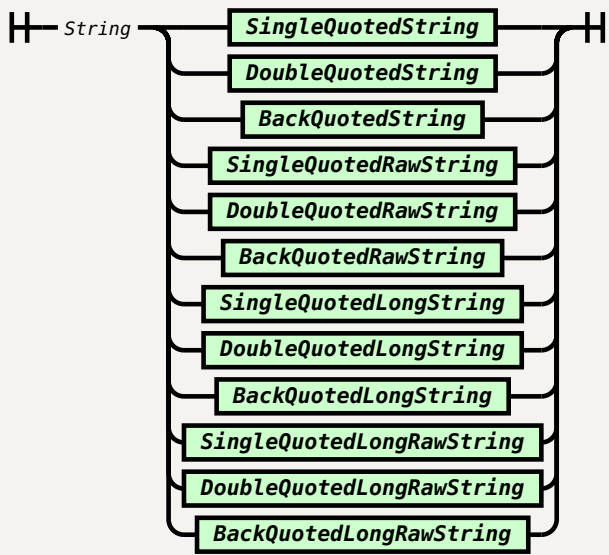 String
SingleQuotedString
DoubleQuotedString
BackQuotedString
SingleQuotedRawString
DoubleQuotedRawString
BackQuotedRawString
SingleQuotedLongString
DoubleQuotedLongString
BackQuotedLongString
SingleQuotedLongRawString
DoubleQuotedLongRawString
BackQuotedLongRawString